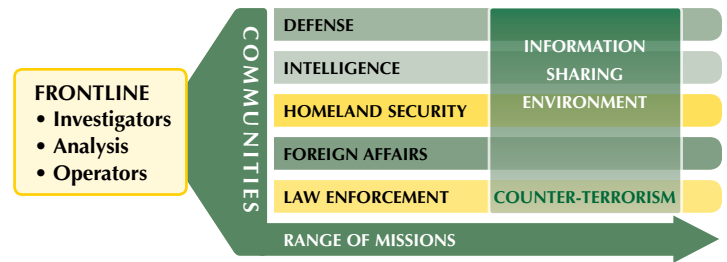 FRONTLINE
• Investigators
• Analysis
• Operators
COMMUNITIES
DEFENSE
INTELLIGENCE
HOMELAND SECURITY
FOREIGN AFFAIRS
LAW ENFORCEMENT
INFORMATION
SHARING
ENVIRONMENT
COUNTER-TERRORISM
RANGE OF MISSIONS